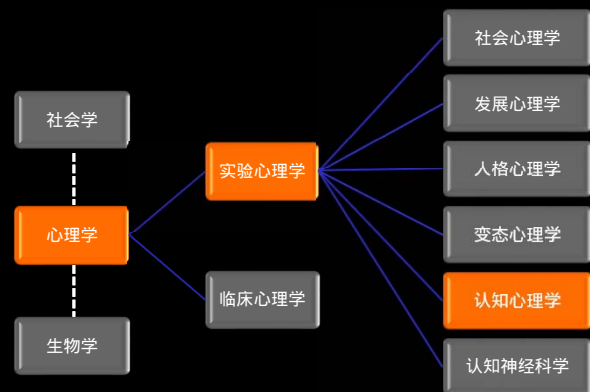 社会学
心理学
生物学
实验心理学
临床心理学
社会心理学
发展心理学
人格心理学
变态心理学
认知心理学
认知神经科学